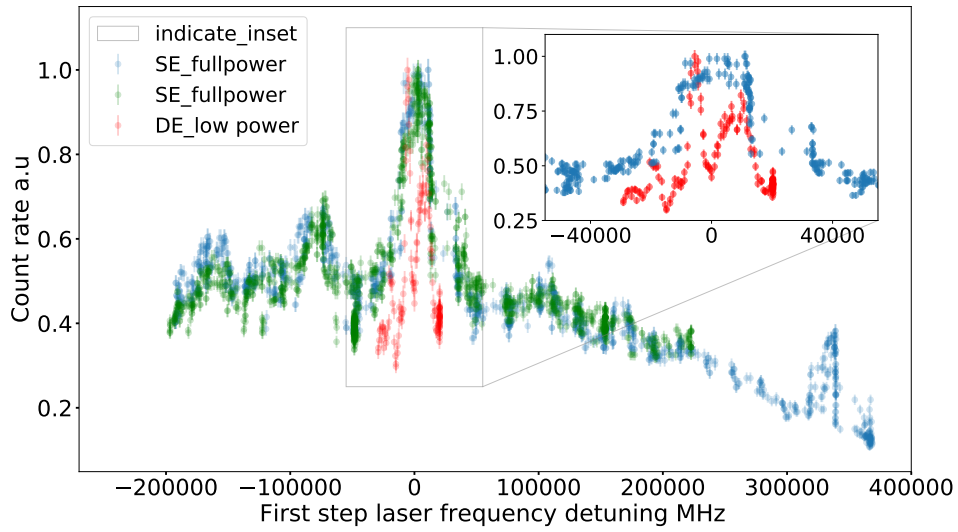 indicate_inset
SE_fullpower
SE_fullpower
DE_low power
1.0
0.8
0.6
0.4
0.2
Count rate a.u
1.00
0.75
0.50
0.25
−40000 0 40000
−200000 −100000 0 100000 200000 300000 400000
First step laser frequency detuning MHz